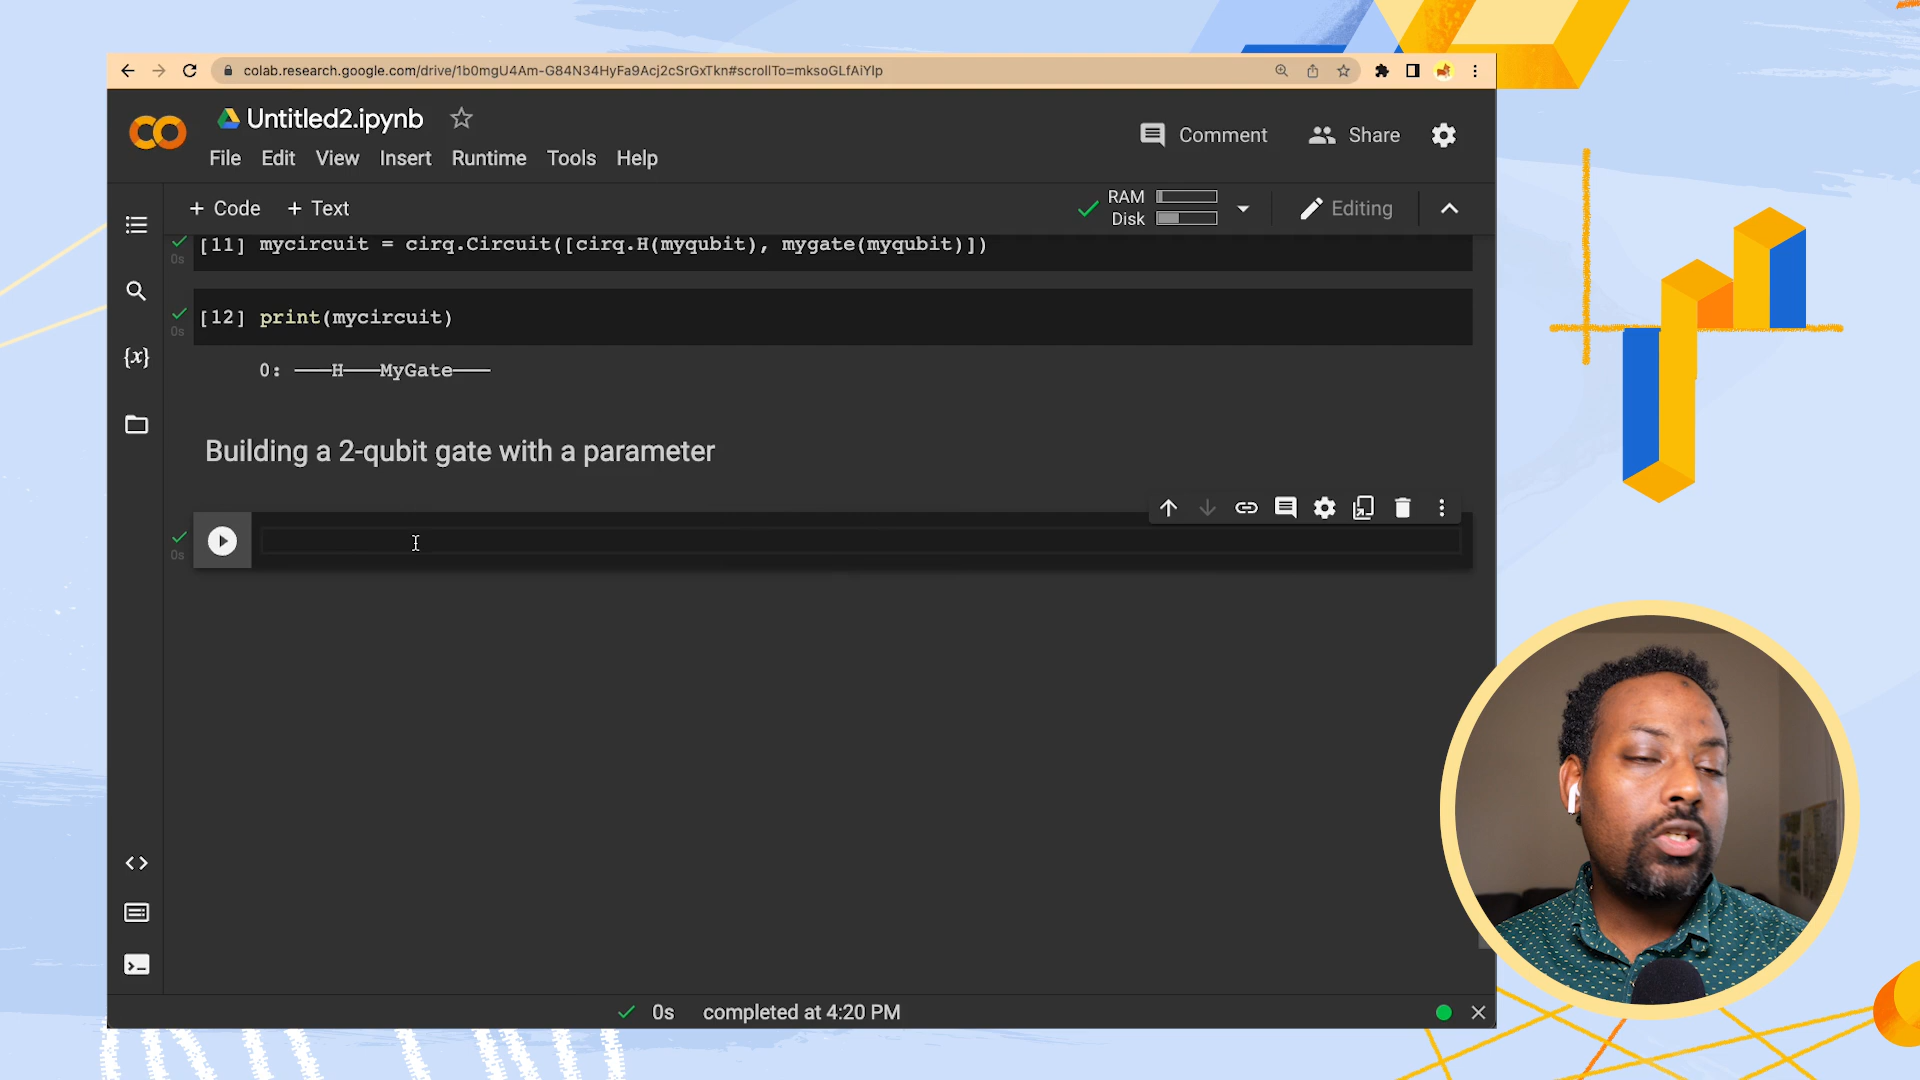 colab.research.google.com/drive/1b0mgU4Am-G84N34HyFa9Acj2cSrGxTkn#scrollTo=mksoGLfAiYlp
Untitled2.ipynb
File Edit View Insert Runtime Tools Help
Comment Share
+ Code + Text
RAM
Disk
Editing
[11] mycircuit = cirq.Circuit([cirq.H(myqubit), mygate(myqubit)])
0s
[12] print(mycircuit)
0s
0: ───H───MyGate───
Building a 2-qubit gate with a parameter
0s
{x}
0s completed at 4:20 PM